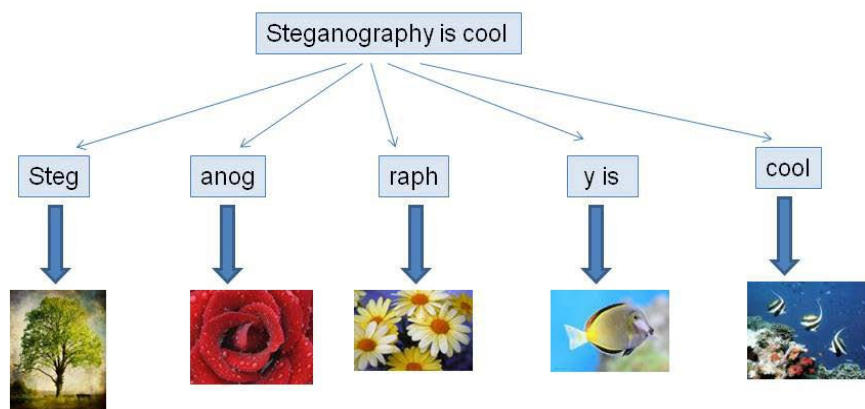 Steganography is cool
Steg
anog
raph
y is
cool